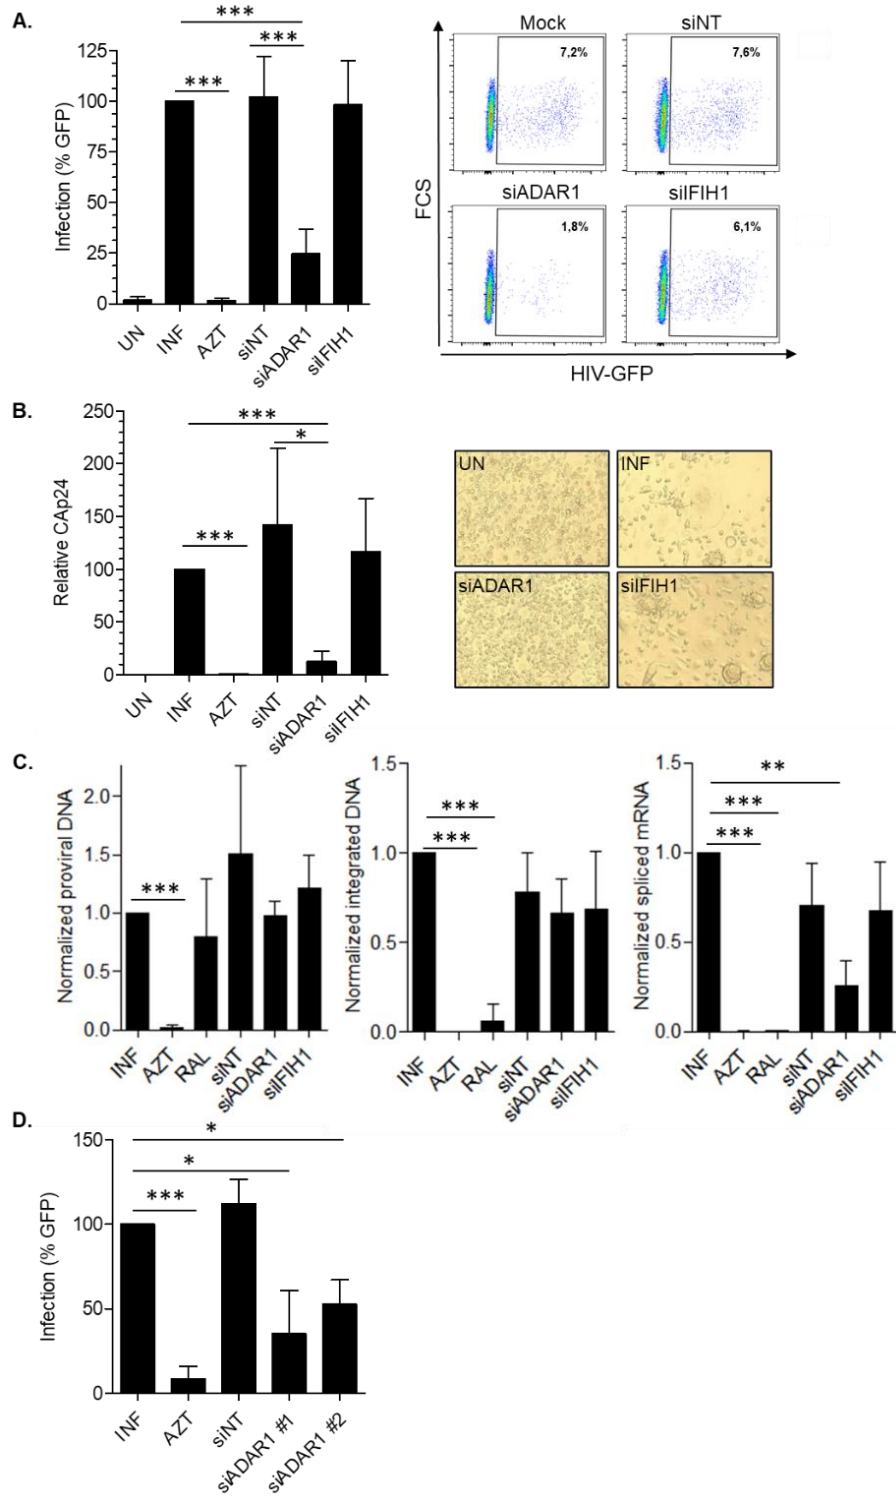 A.
***
***
***
125
100
75
50
25
0
Infection (% GFP)
UN
INF
AZT
siNT
siADAR1
siIFIH1
Mock
siNT
7,2%
7,6%
siADAR1
siIFIH1
1,8%
6,1%
FCS
HIV-GFP
B.
***
*
***
250
200
150
100
50
0
Relative CAp24
UN
INF
AZT
siNT
siADAR1
siIFIH1
UN
INF
siADAR1
siIFIH1
C.
***
2.0
1.5
1.0
0.5
0.0
Normalized proviral DNA
INF
AZT
RAL
siNT
siADAR1
siIFIH1
***
***
1.5
1.0
0.5
0.0
Normalized integrated DNA
INF
AZT
RAL
siNT
siADAR1
siIFIH1
**
***
***
1.5
1.0
0.5
0.0
Normalized spliced mRNA
INF
AZT
RAL
siNT
siADAR1
siIFIH1
D.
*
*
***
150
100
50
0
Infection (% GFP)
INF
AZT
siNT
siADAR1 #1
siADAR1 #2